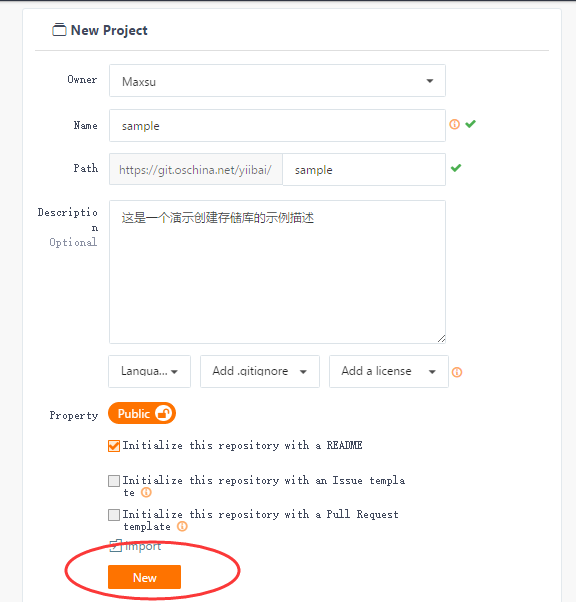 New Project
Owner
Maxsu
Name
sample
Path
https://git.oschina.net/yiibai/
sample
Descriptio
n
Optional
这是一个演示创建存储库的示例描述
Langua...
Add .gitignore
Add a license
Property
Public
Initialize this repository with a README
Initialize this repository with an Issue templa
te
Initialize this repository with a Pull Request
template
Import
New